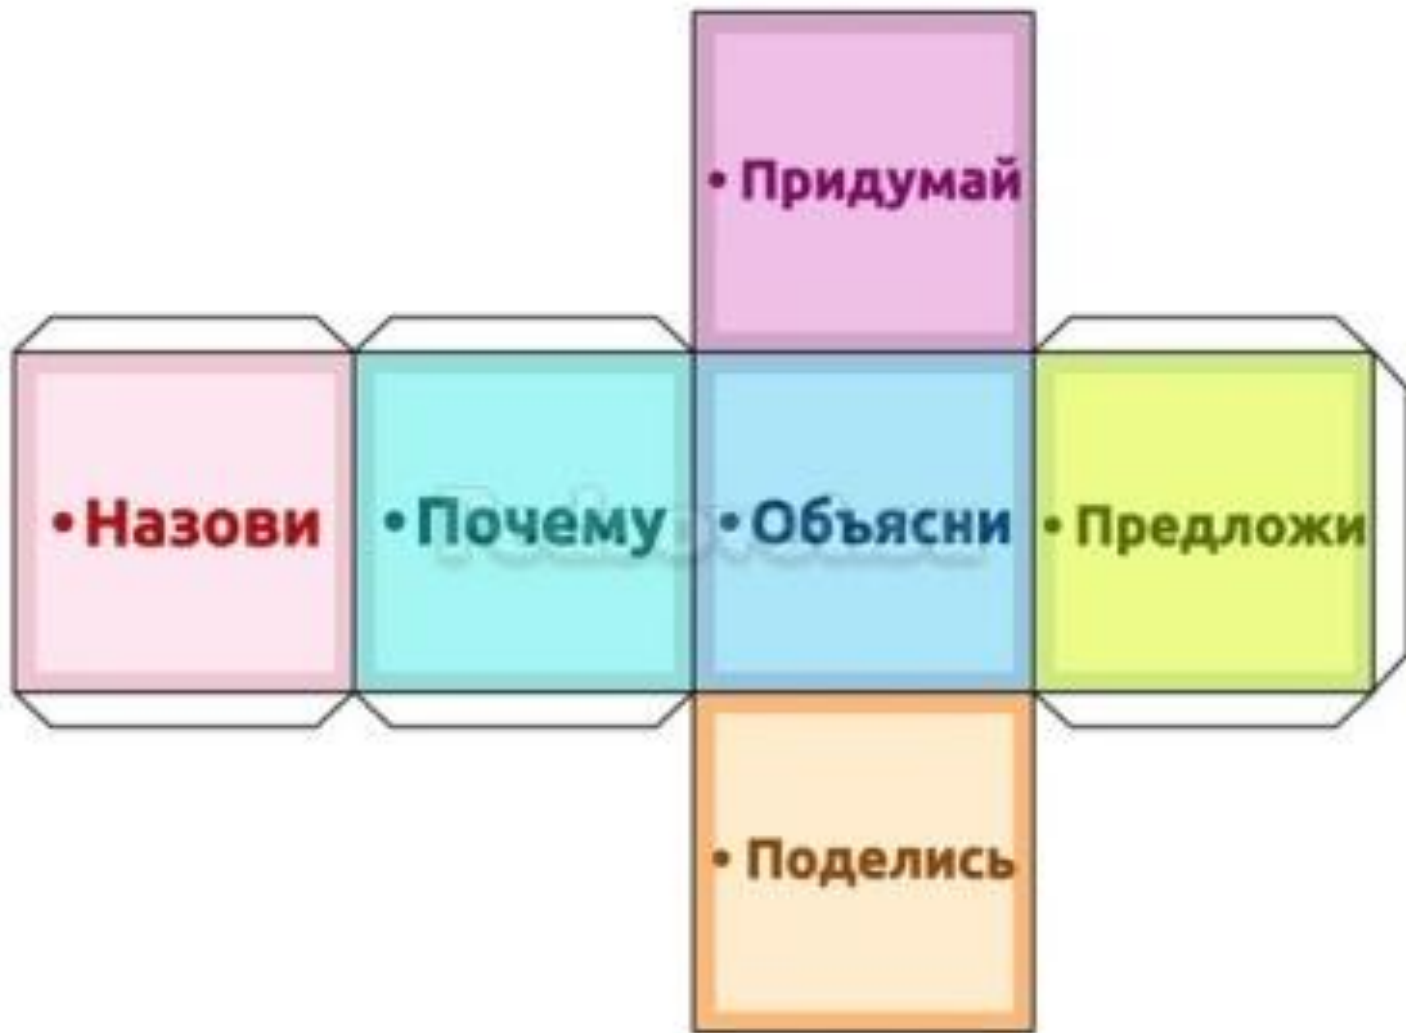 • Придумай
• Назови
• Почему
• Объясни
• Предложи
• Поделись